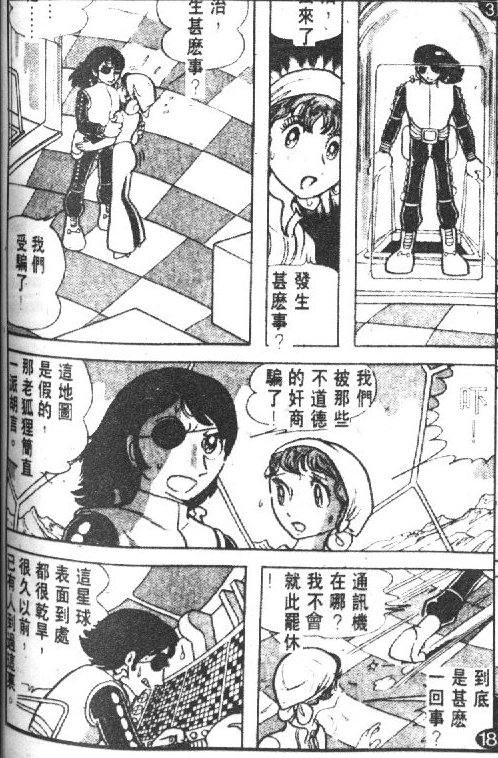 3
來了
發生
甚麼事？
治，
生甚麼事？
我們
受騙了！
吓！
我們
被那些
不道德
的奸商
騙了！
這地圖
是假的！
那老狐狸簡直
一派胡言。
到底
是甚麼
一回事？
通訊機
在哪？
我不會
就此罷休
這星球
表面到處
都很乾旱，
很久以前，
已有人到過這裏。
18